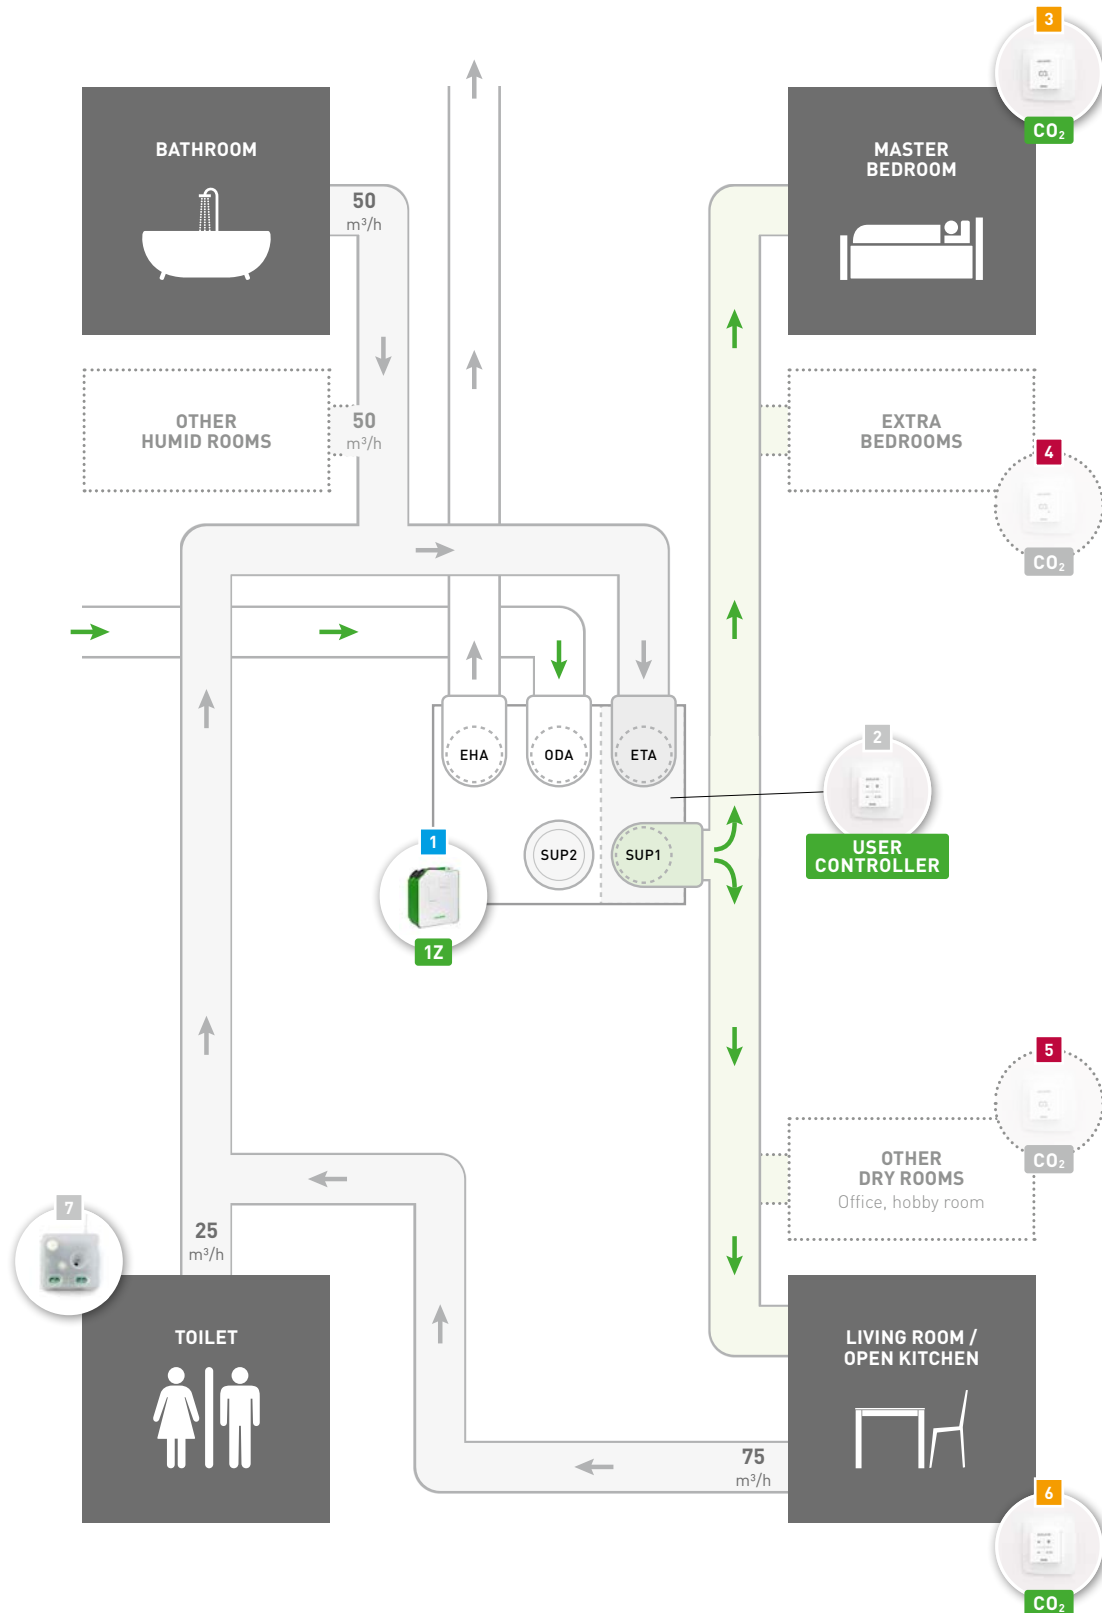 3
CO₂
BATHROOM
MASTER
BEDROOM
50
m³/h
OTHER
HUMID ROOMS
50
m³/h
EXTRA
BEDROOMS
4
CO₂
EHA
ODA
ETA
2
USER
CONTROLLER
1
SUP2
SUP1
1Z
5
CO₂
OTHER
DRY ROOMS
Office, hobby room
7
25
m³/h
TOILET
LIVING ROOM /
OPEN KITCHEN
75
m³/h
6
CO₂